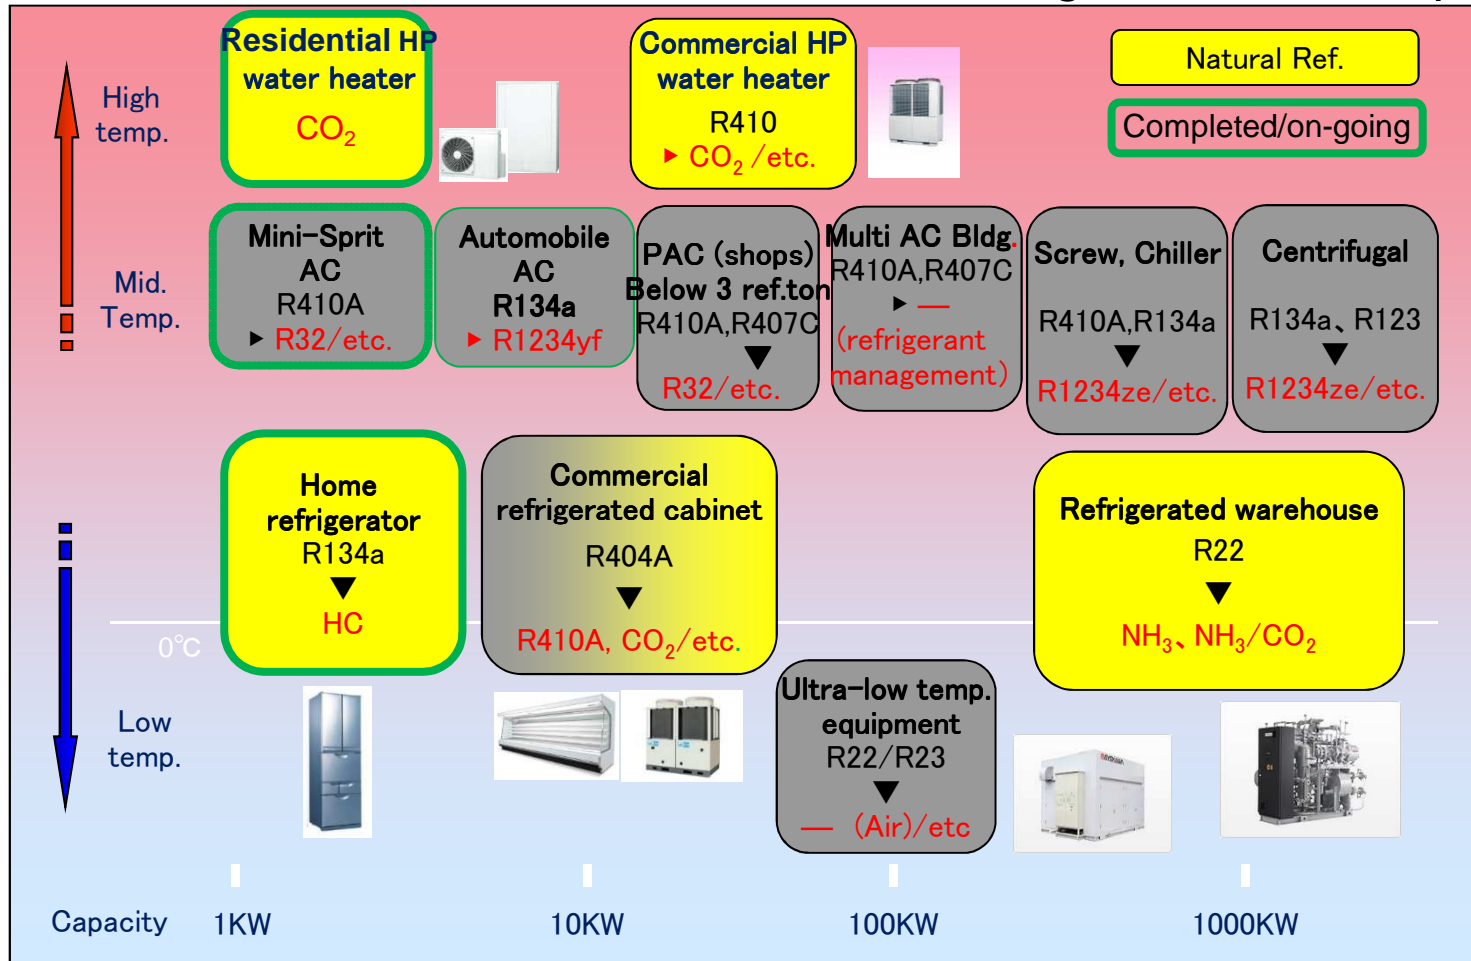 Residential HP
water heater
CO₂
Commercial HP
water heater
R410
▶ CO₂ /etc.
Natural Ref.
Completed/on-going
High
temp.
Mini-Sprit
AC
R410A
▶ R32/etc.
Automobile
AC
R134a
▶ R1234yf
PAC (shops)
Below 3 ref.ton
R410A,R407C
▼
R32/etc.
Multi AC Bldg.
R410A,R407C
▶ —
(refrigerant
management)
Screw, Chiller
R410A,R134a
▼
R1234ze/etc.
Centrifugal
R134a、R123
▼
R1234ze/etc.
Mid.
Temp.
Home
refrigerator
R134a
▼
HC
Commercial
refrigerated cabinet
R404A
▼
R410A, CO₂/etc.
Refrigerated warehouse
R22
▼
NH₃、NH₃/CO₂
0℃
Ultra-low temp.
equipment
R22/R23
▼
— (Air)/etc
Low
temp.
Capacity 1KW 10KW 100KW 1000KW